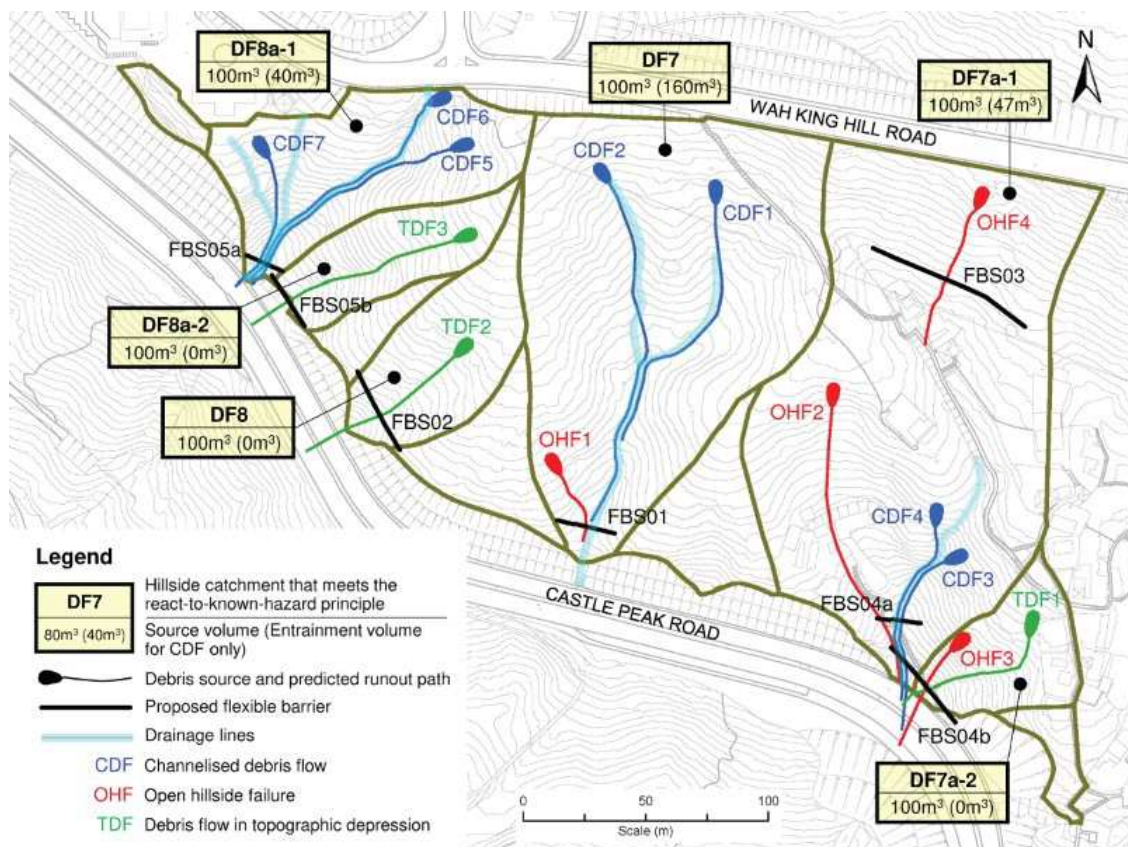 DF8a-1
100m³ (40m³)
DF7
100m³ (160m³)
DF7a-1
100m³ (47m³)
N
WAH KING HILL ROAD
CDF6
CDF7
CDF5
CDF2
CDF1
OHF4
TDF3
FBS05a
FBS03
FBS05b
DF8a-2
100m³ (0m³)
TDF2
DF8
100m³ (0m³)
FBS02
OHF2
OHF1
FBS01
CDF4
CDF3
CASTLE PEAK ROAD
FBS04a
TDF1
OHF3
FBS04b
DF7a-2
100m³ (0m³)
Legend
DF7
80m³ (40m³)
Hillside catchment that meets the
react-to-known-hazard principle
Source volume (Entrainment volume
for CDF only)
Debris source and predicted runout path
Proposed flexible barrier
Drainage lines
CDF Channelised debris flow
OHF Open hillside failure
TDF Debris flow in topographic depression
0 50 100
Scale (m)